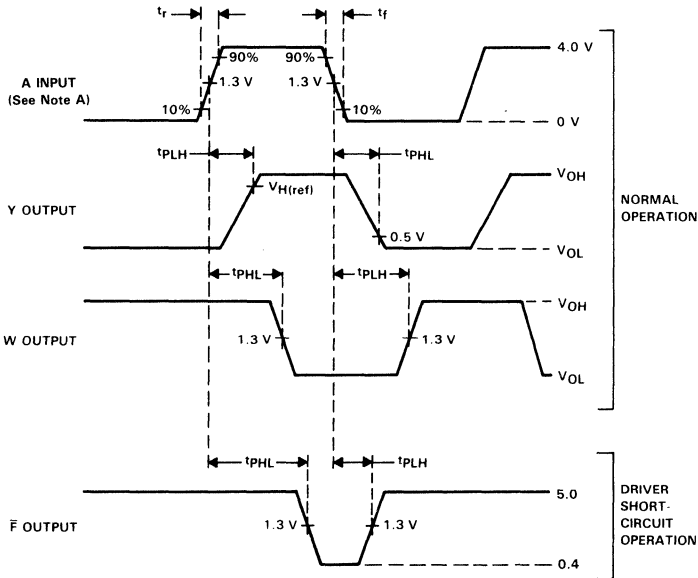 tr
tf
90%
90%
4.0 V
A INPUT
(See Note A)
1.3 V
1.3 V
10%
10%
0 V
tPLH
tPHL
VH(ref)
VOH
Y OUTPUT
0.5 V
VOL
NORMAL
OPERATION
tPHL
tPLH
VOH
W OUTPUT
1.3 V
1.3 V
VOL
tPHL
tPLH
5.0
F̅ OUTPUT
1.3 V
1.3 V
0.4
DRIVER
SHORT-
CIRCUIT
OPERATION